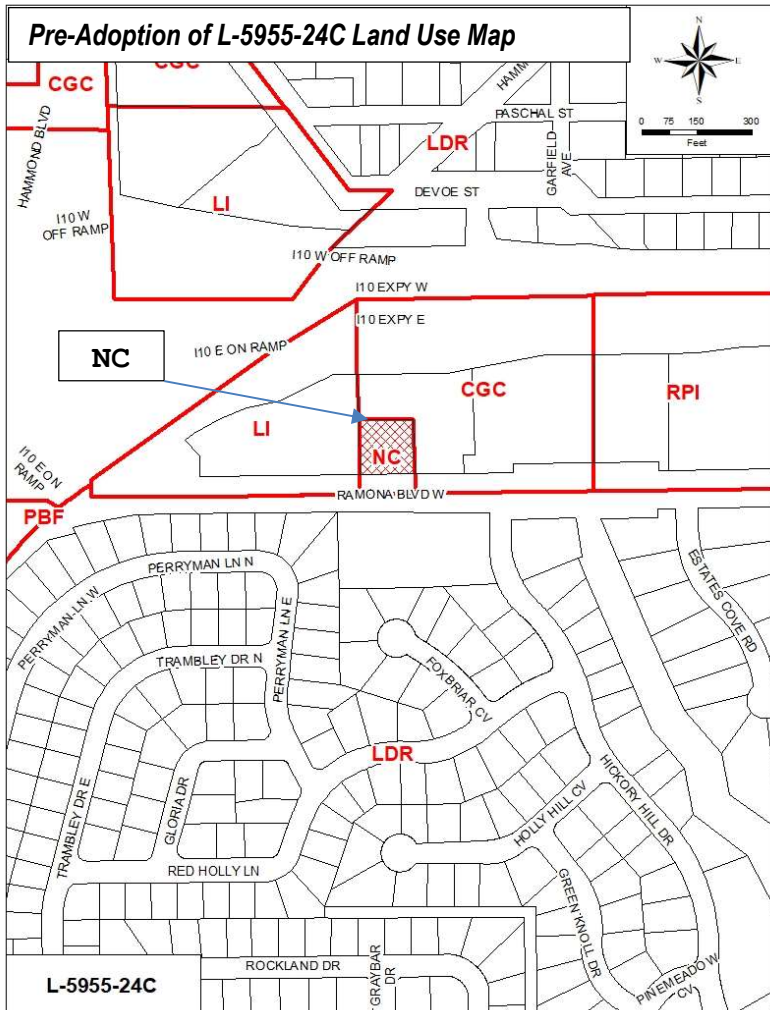 Pre-Adoption of L-5955-24C Land Use Map
N
W
E
S
0 75 150 300
Feet
CGC
CGC
HAMMOND BLVD
HAMM
PASCHAL ST
LDR
GARFIELD
AVE
DEVOE ST
LI
I10 W
OFF RAMP
I10 W OFF RAMP
I10 EXPY W
I10 EXPY E
I10 E ON RAMP
NC
CGC
RPI
LI
NC
I10 E ON
RAMP
RAMONA BLVD W
PBF
PERRYMAN LN N
PERRYMAN LN W
PERRYMAN LN E
ESTATES COVE RD
TRAMBLEY DR N
FOXBRIAR CV
LDR
GLORIA DR
TRAMBLEY DR E
HICKORY HILL DR
HOLLY HILL CV
RED HOLLY LN
GREEN KNOLL DR
ROCKLAND DR
GRAYBAR
DR
PINEMEADOW
CV
L-5955-24C